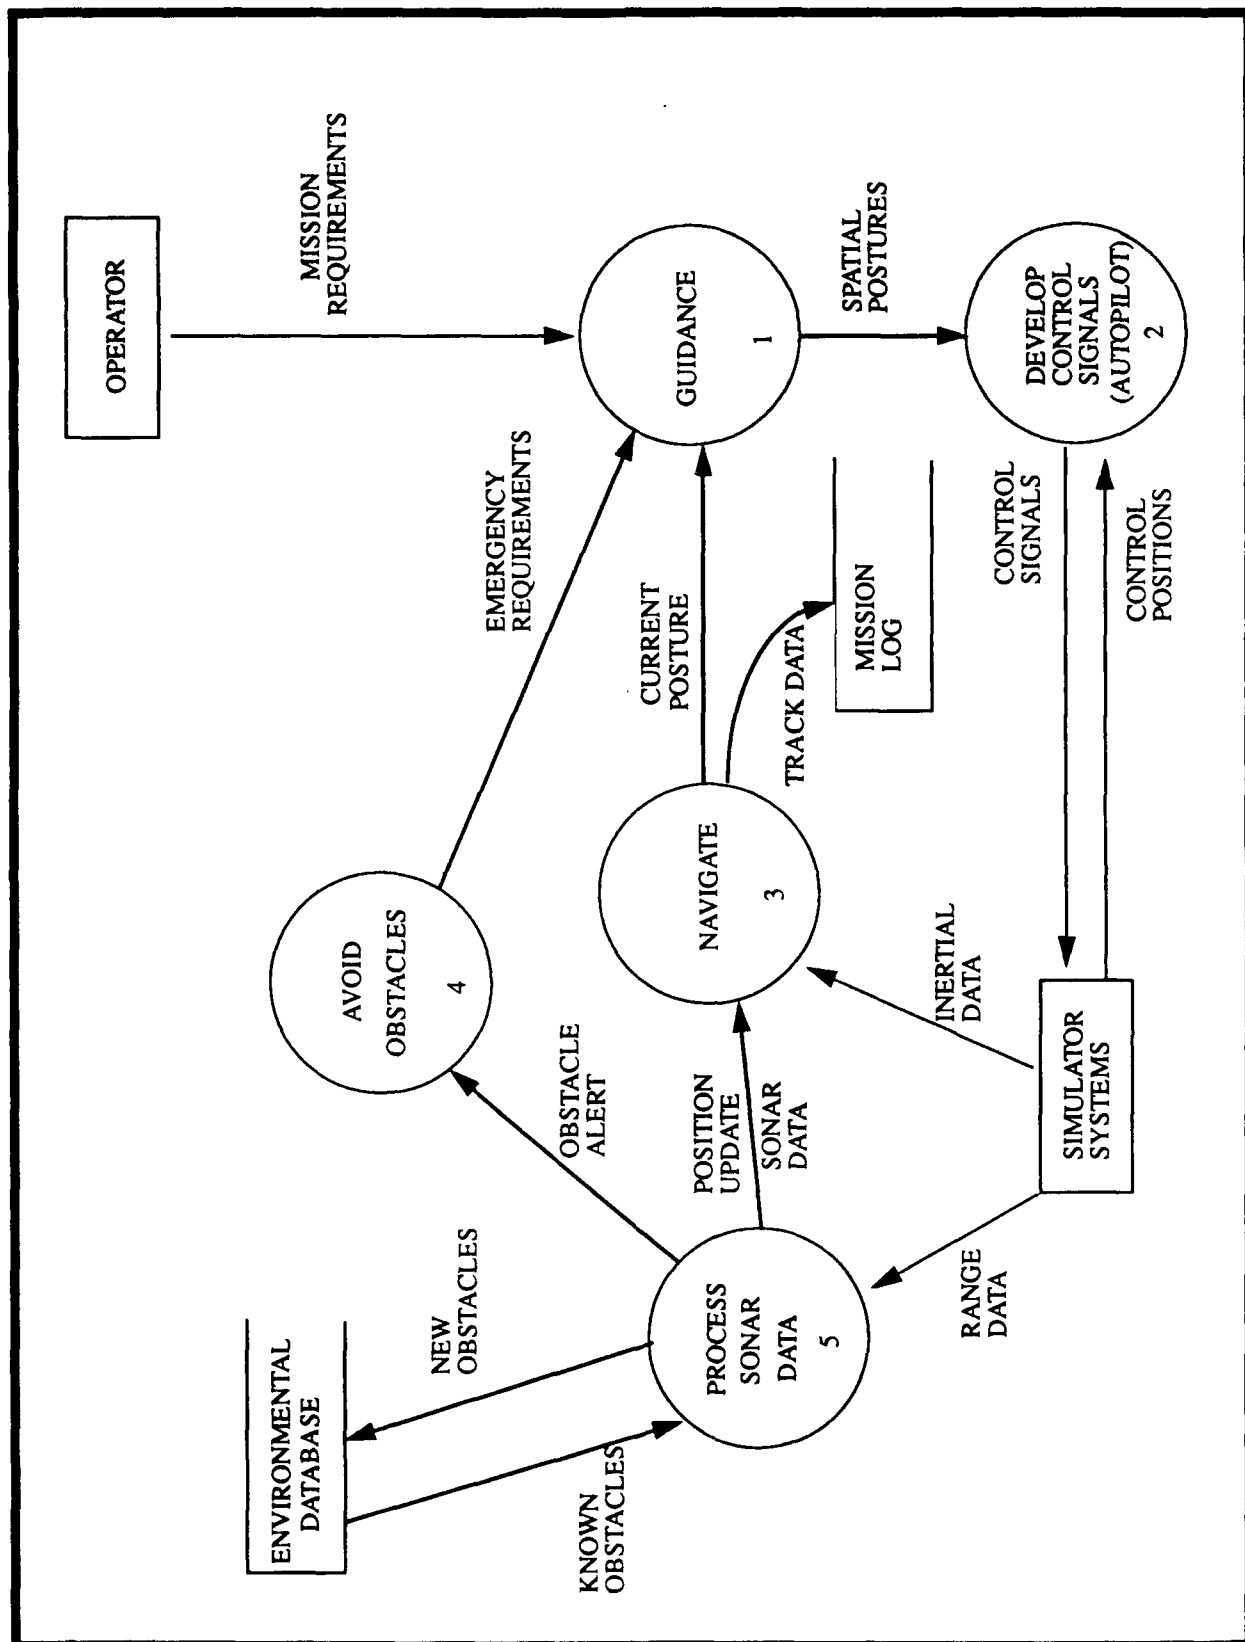 ENVIRONMENTAL
DATABASE
NEW
OBSTACLES
KNOWN
OBSTACLES
AVOID
OBSTACLES
4
OBSTACLE
ALERT
EMERGENCY
REQUIREMENTS
OPERATOR
MISSION
REQUIREMENTS
PROCESS
SONAR
DATA
5
POSITION
UPDATE
SONAR
DATA
NAVIGATE
3
CURRENT
POSTURE
TRACK DATA
MISSION
LOG
GUIDANCE
1
SPATIAL
POSTURES
RANGE
DATA
INERTIAL
DATA
SIMULATOR
SYSTEMS
CONTROL
SIGNALS
CONTROL
POSITIONS
DEVELOP
CONTROL
SIGNALS
(AUTOPILOT)
2